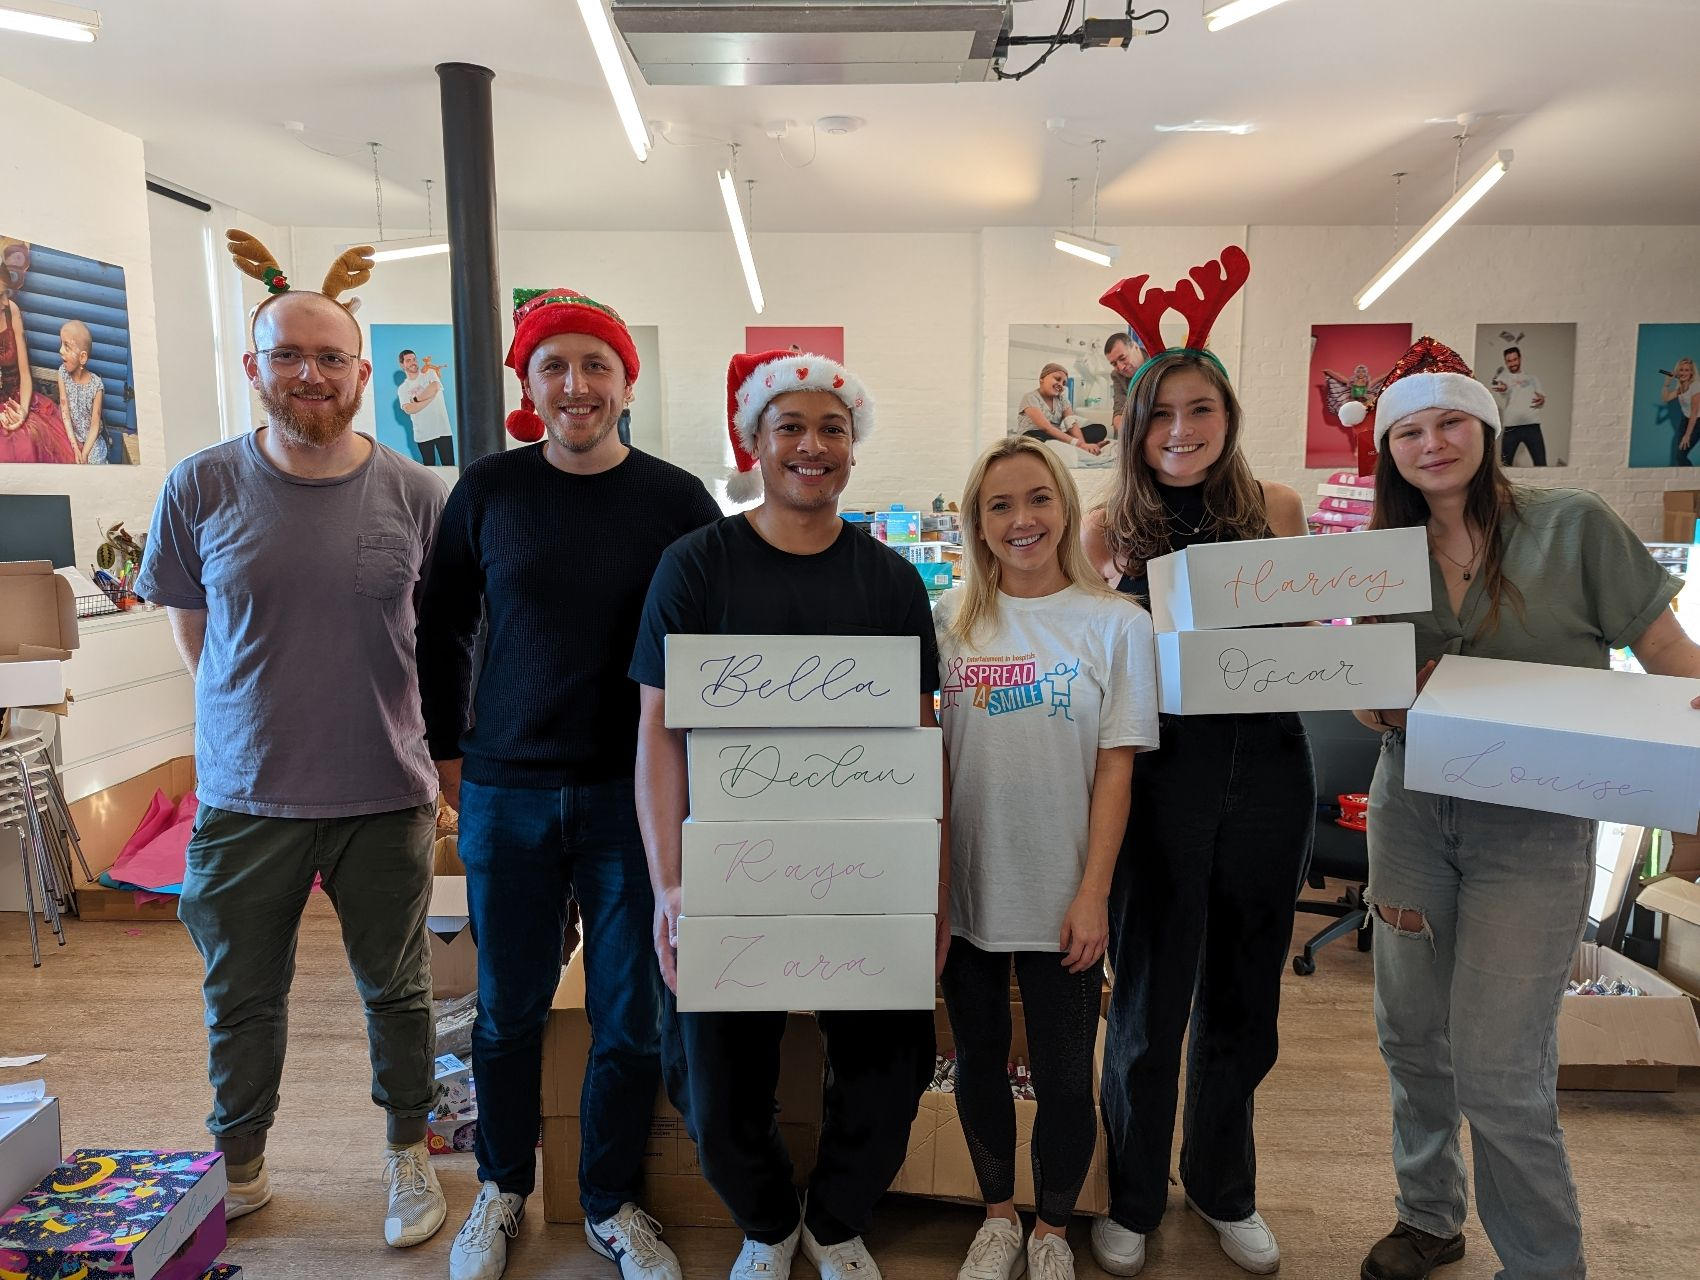 Bella
Declan
Raya
Zara
Entertainment in hospitals
SPREAD
A SMILE
Harvey
Oscar
Louise